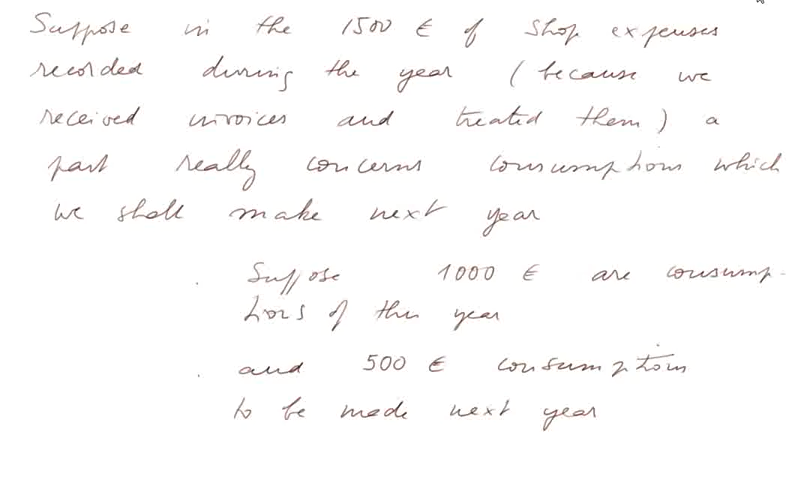 Suppose in the 1500 € of shop expenses
recorded during the year (because we
received invoices and treated them) a
part really concerns consumptions which
we shall make next year
. Suppose 1000 € are consump-
tions of this year
. and 500 € consumptions
to be made next year